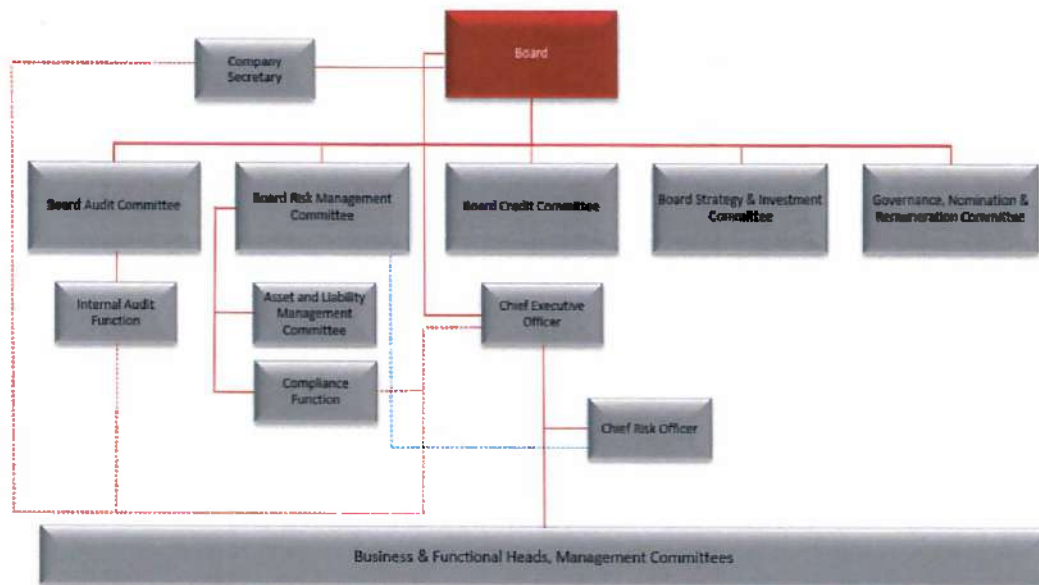 Board
Company
Secretary
Board Audit Committee
Board Risk Management
Committee
Board Credit Committee
Board Strategy & Investment
Committee
Governance, Nomination &
Remuneration Committee
Internal Audit
Function
Asset and Liability
Management
Committee
Chief Executive
Officer
Compliance
Function
Chief Risk Officer
Business & Functional Heads, Management Committees